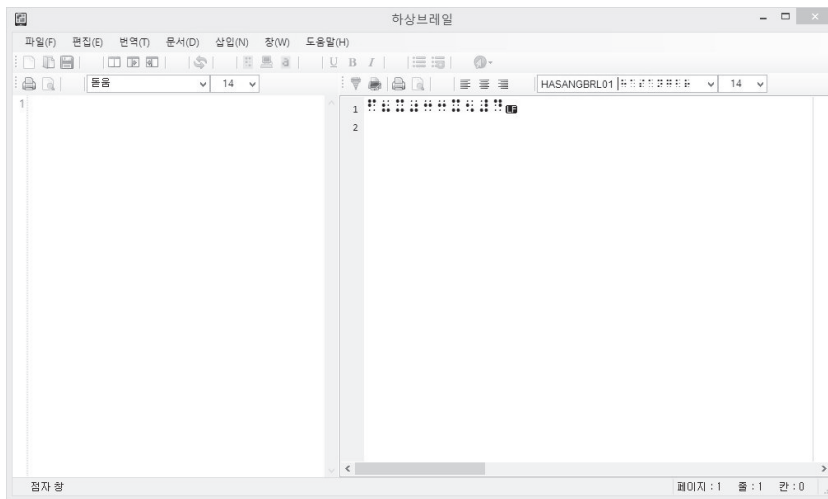 하상브레일
파일(F) 편집(E) 번역(T) 문서(D) 삽입(N) 창(W) 도움말(H)
U B I
돋움 14 HASANGBRL01 14
1
1 LF
2
점자 창 페이지 : 1 줄 : 1 칸 : 0